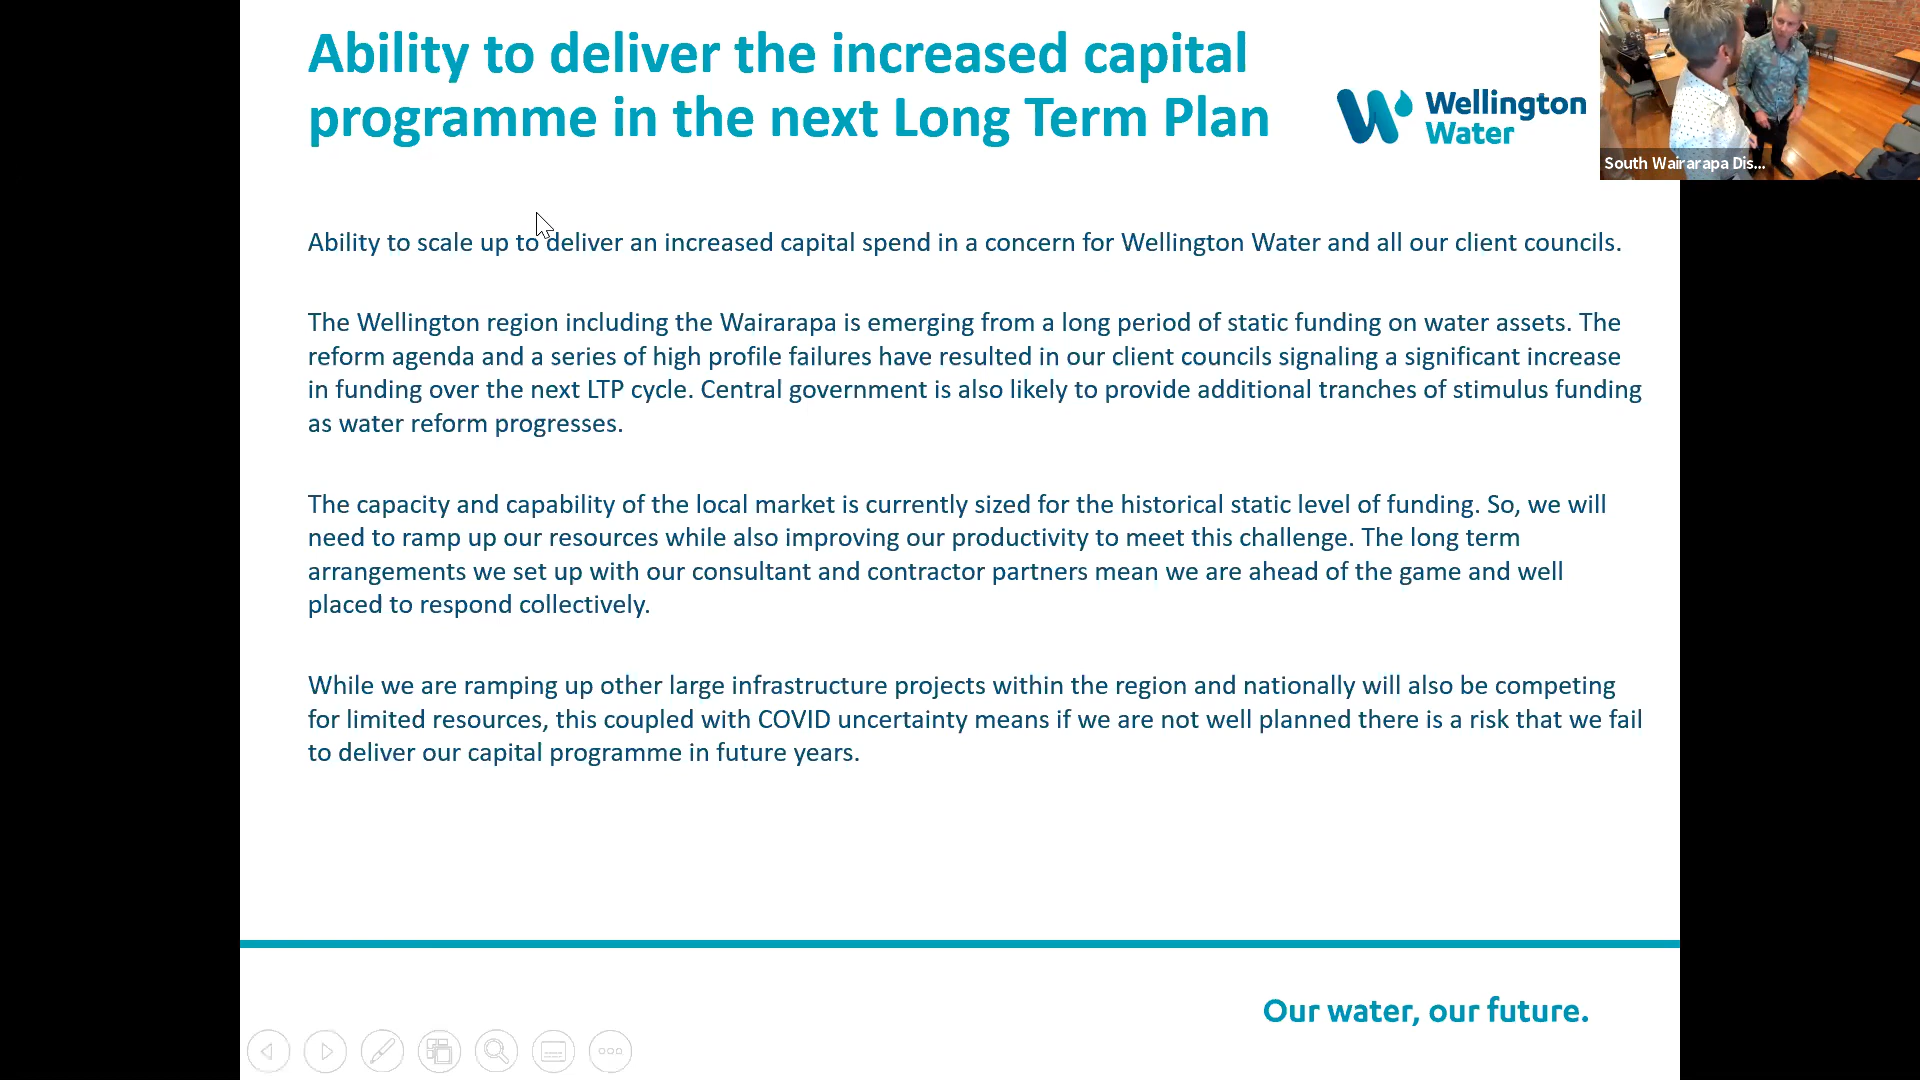 Ability to deliver the increased capital
programme in the next Long Term Plan
Wellington
Water
South Wairarapa Dis...
Ability to scale up to deliver an increased capital spend in a concern for Wellington Water and all our client councils.
The Wellington region including the Wairarapa is emerging from a long period of static funding on water assets. The
reform agenda and a series of high profile failures have resulted in our client councils signaling a significant increase
in funding over the next LTP cycle. Central government is also likely to provide additional tranches of stimulus funding
as water reform progresses.
The capacity and capability of the local market is currently sized for the historical static level of funding. So, we will
need to ramp up our resources while also improving our productivity to meet this challenge. The long term
arrangements we set up with our consultant and contractor partners mean we are ahead of the game and well
placed to respond collectively.
While we are ramping up other large infrastructure projects within the region and nationally will also be competing
for limited resources, this coupled with COVID uncertainty means if we are not well planned there is a risk that we fail
to deliver our capital programme in future years.
Our water, our future.